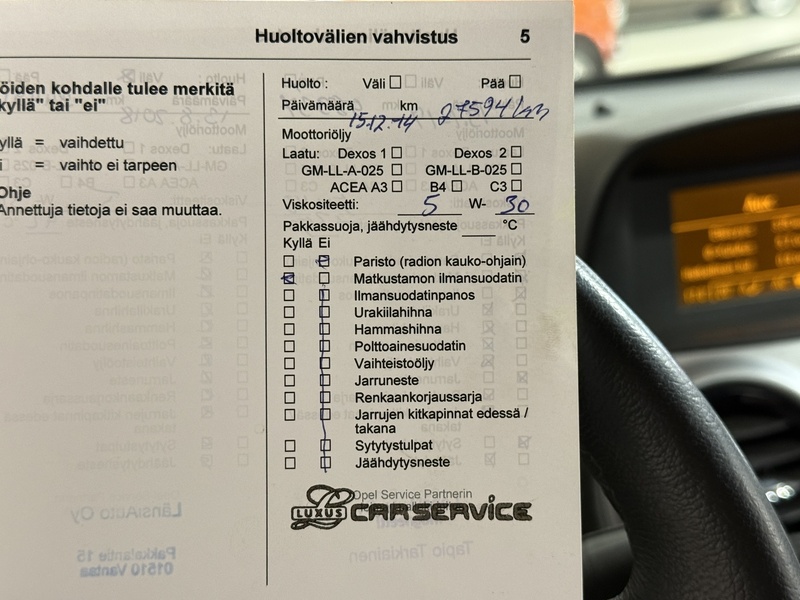 Huoltovälien vahvistus 5
öiden kohdalle tulee merkitä
kyllä" tai "ei"
yllä = vaihdettu
i = vaihto ei tarpeen
Ohje
Annettuja tietoja ei saa muuttaa.
Huolto : Väli Pää
Päivämäärä km
15.12.14 27594 km
Moottoriöljy
Laatu: Dexos 1 Dexos 2
GM-LL-A-025 GM-LL-B-025
ACEA A3 B4 C3
Viskositeetti: 5 W- 30
Pakkassuoja, jäähdytysneste °C
Kyllä Ei
Paristo (radion kauko-ohjain)
Matkustamon ilmansuodatin
Ilmansuodatinpanos
Urakiilahihna
Hammashihna
Polttoainesuodatin
Vaihteistoöljy
Jarruneste
Renkaankorjaussarja
Jarrujen kitkapinnat edessä /
takana
Sytytystulpat
Jäähdytysneste
Opel Service Partnerin
LUXUS CARSERVICE
LänsiAuto Oy
Pakkalantie 15
01510 Vantaa
Tapio Tarkiainen